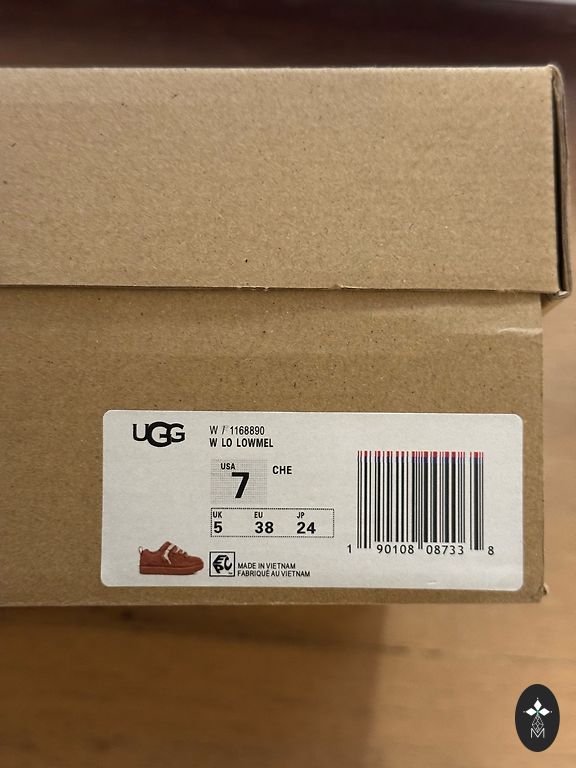 UGG
W / 1168890
W LO LOWMEL
USA
7
CHE
UK EU JP
5 38 24
1 90108 08733 8
MADE IN VIETNAM
FABRIQUÉ AU VIETNAM
M